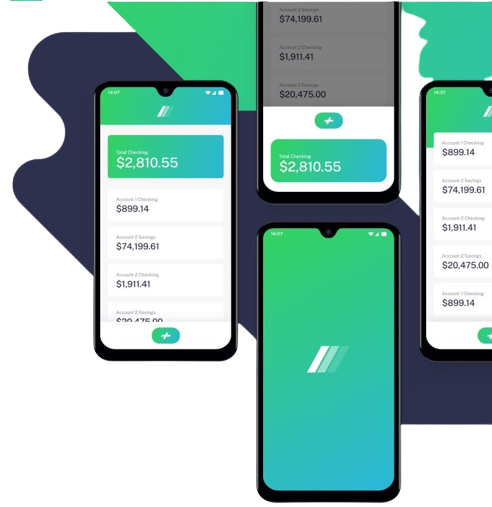 14:07
Total Checking
$2,810.55
Account 1 Checking
$899.14
Account 2 Savings
$74,199.61
Account 2 Checking
$1,911.41
Account 2 Savings
$20,475.00
$74,199.61
Account 2 Checking
$1,911.41
Account 2 Savings
$20,475.00
Total Checking
$2,810.55
14:07
14:07
Account 1 Checking
$899.14
Account 2 Savings
$74,199.61
Account 2 Checking
$1,911.41
Account 2 Savings
$20,475.00
Account 1 Checking
$899.14